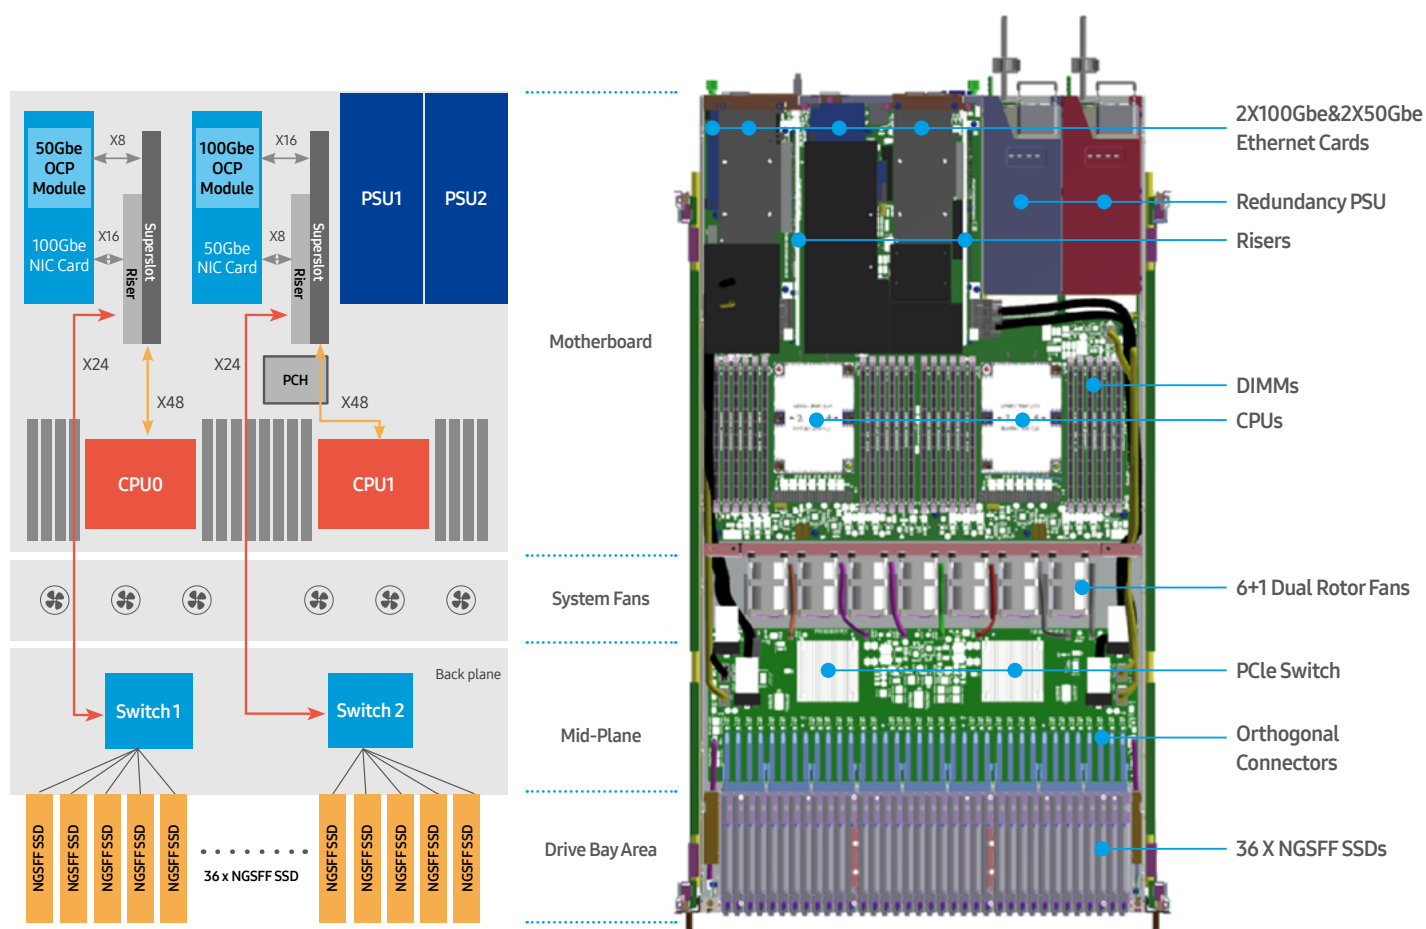 50Gbe
OCP
Module
X8
100Gbe
NIC Card
X16
Riser
Superslot
100Gbe
OCP
Module
X16
50Gbe
NIC Card
X8
Riser
Superslot
PSU1
PSU2
X24
X48
X24
PCH
X48
CPU0
CPU1
Back plane
Switch 1
Switch 2
NGSFF SSD
NGSFF SSD
NGSFF SSD
NGSFF SSD
NGSFF SSD
36 x NGSFF SSD
NGSFF SSD
NGSFF SSD
NGSFF SSD
NGSFF SSD
NGSFF SSD
Motherboard
System Fans
Mid-Plane
Drive Bay Area
2X100Gbe&2X50Gbe
Ethernet Cards
Redundancy PSU
Risers
DIMMs
CPUs
6+1 Dual Rotor Fans
PCle Switch
Orthogonal
Connectors
36 X NGSFF SSDs